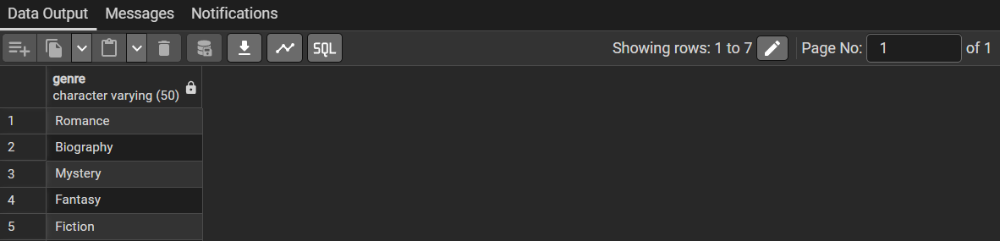 Data Output Messages Notifications
SQL Showing rows: 1 to 7 Page No: 1 of 1
genre
character varying (50)
1 Romance
2 Biography
3 Mystery
4 Fantasy
5 Fiction